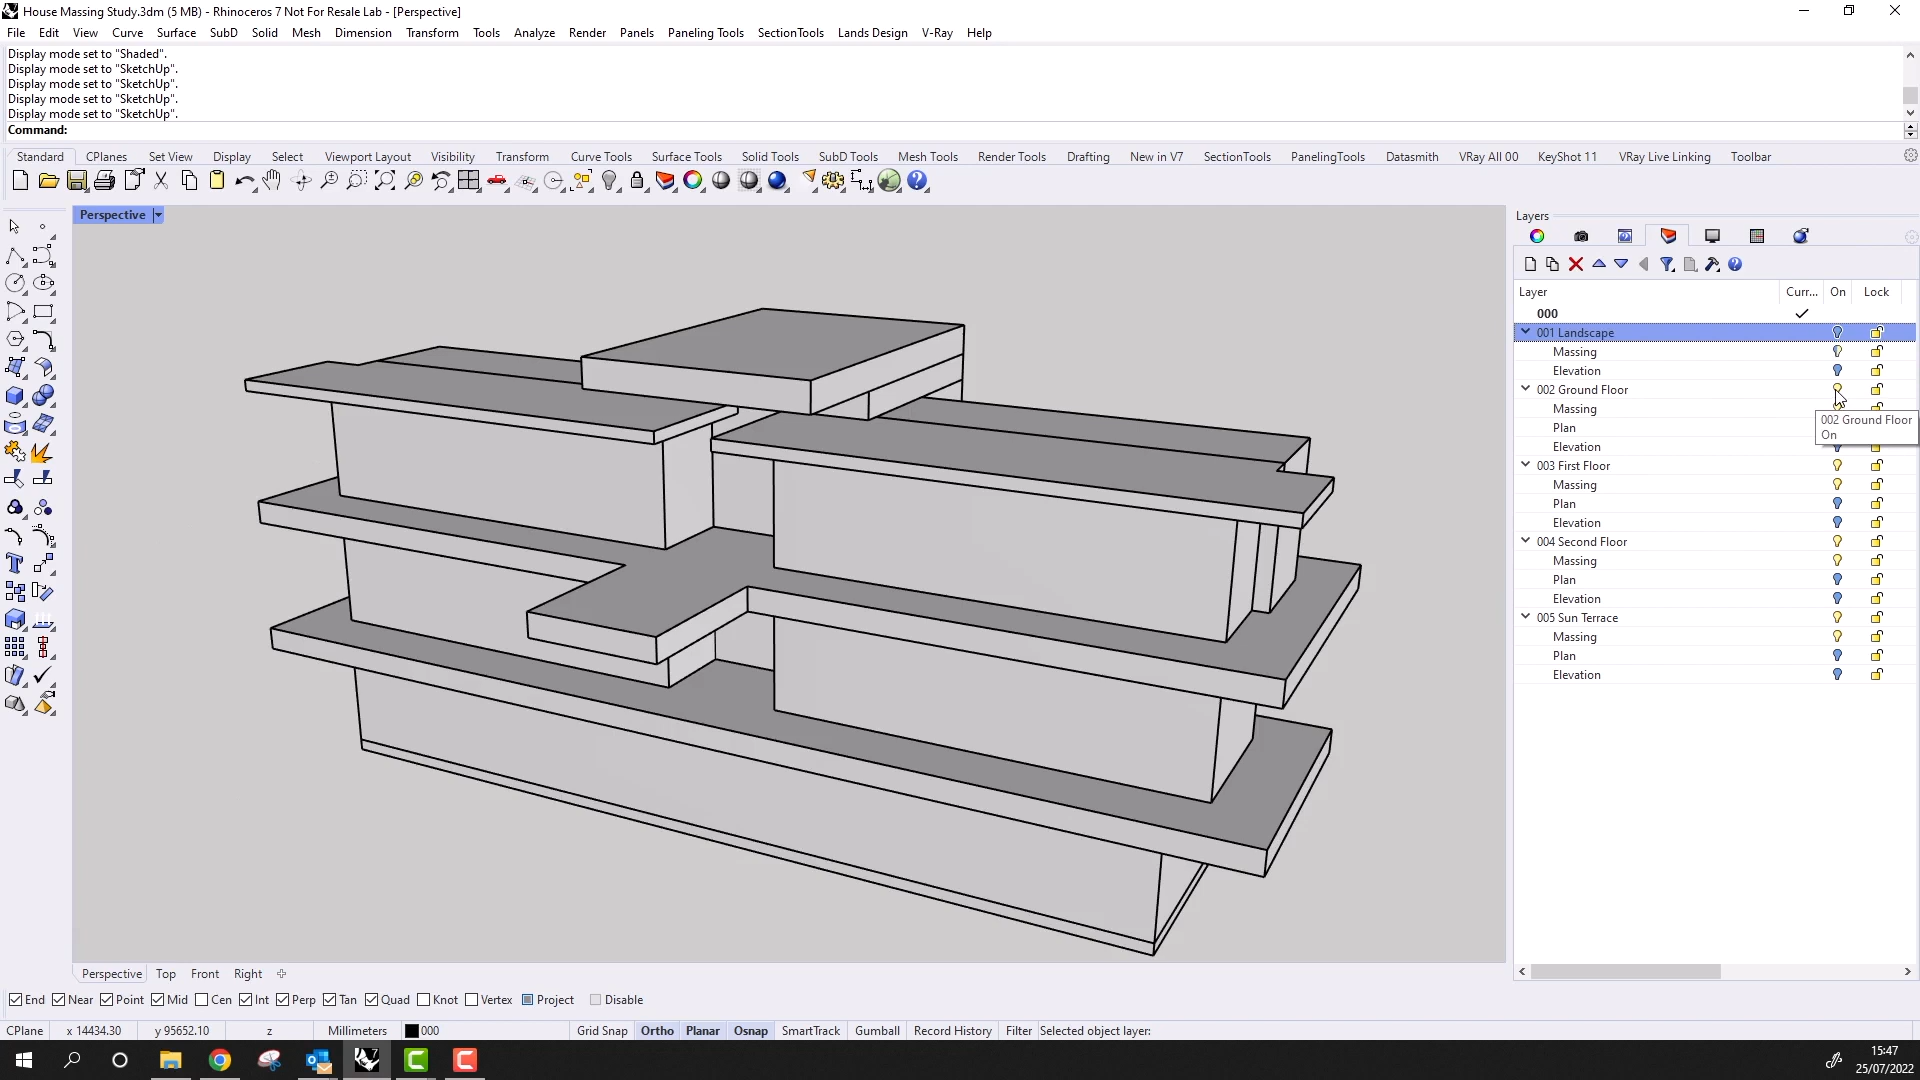 House Massing Study.3dm (5 MB) - Rhinoceros 7 Not For Resale Lab - [Perspective]
File Edit View Curve Surface SubD Solid Mesh Dimension Transform Tools Analyze Render Panels Paneling Tools SectionTools Lands Design V-Ray Help
Display mode set to "Shaded".
Display mode set to "SketchUp".
Display mode set to "SketchUp".
Display mode set to "SketchUp".
Display mode set to "SketchUp".
Command:
Standard CPlanes Set View Display Select Viewport Layout Visibility Transform Curve Tools Surface Tools Solid Tools SubD Tools Mesh Tools Render Tools Drafting New in V7 SectionTools PanelingTools Datasmith VRay All 00 KeyShot 11 VRay Live Linking Toolbar
Perspective
Layers
Layer Curr... On Lock
000
001 Landscape
Massing
Elevation
002 Ground Floor
Massing
002 Ground Floor
On
Plan
Elevation
003 First Floor
Massing
Plan
Elevation
004 Second Floor
Massing
Plan
Elevation
005 Sun Terrace
Massing
Plan
Elevation
Perspective Top Front Right
End Near Point Mid Cen Int Perp Tan Quad Knot Vertex Project Disable
CPlane x 14434.30 y 95652.10 z Millimeters 000 Grid Snap Ortho Planar Osnap SmartTrack Gumball Record History Filter Selected object layer:
15:47
25/07/2022